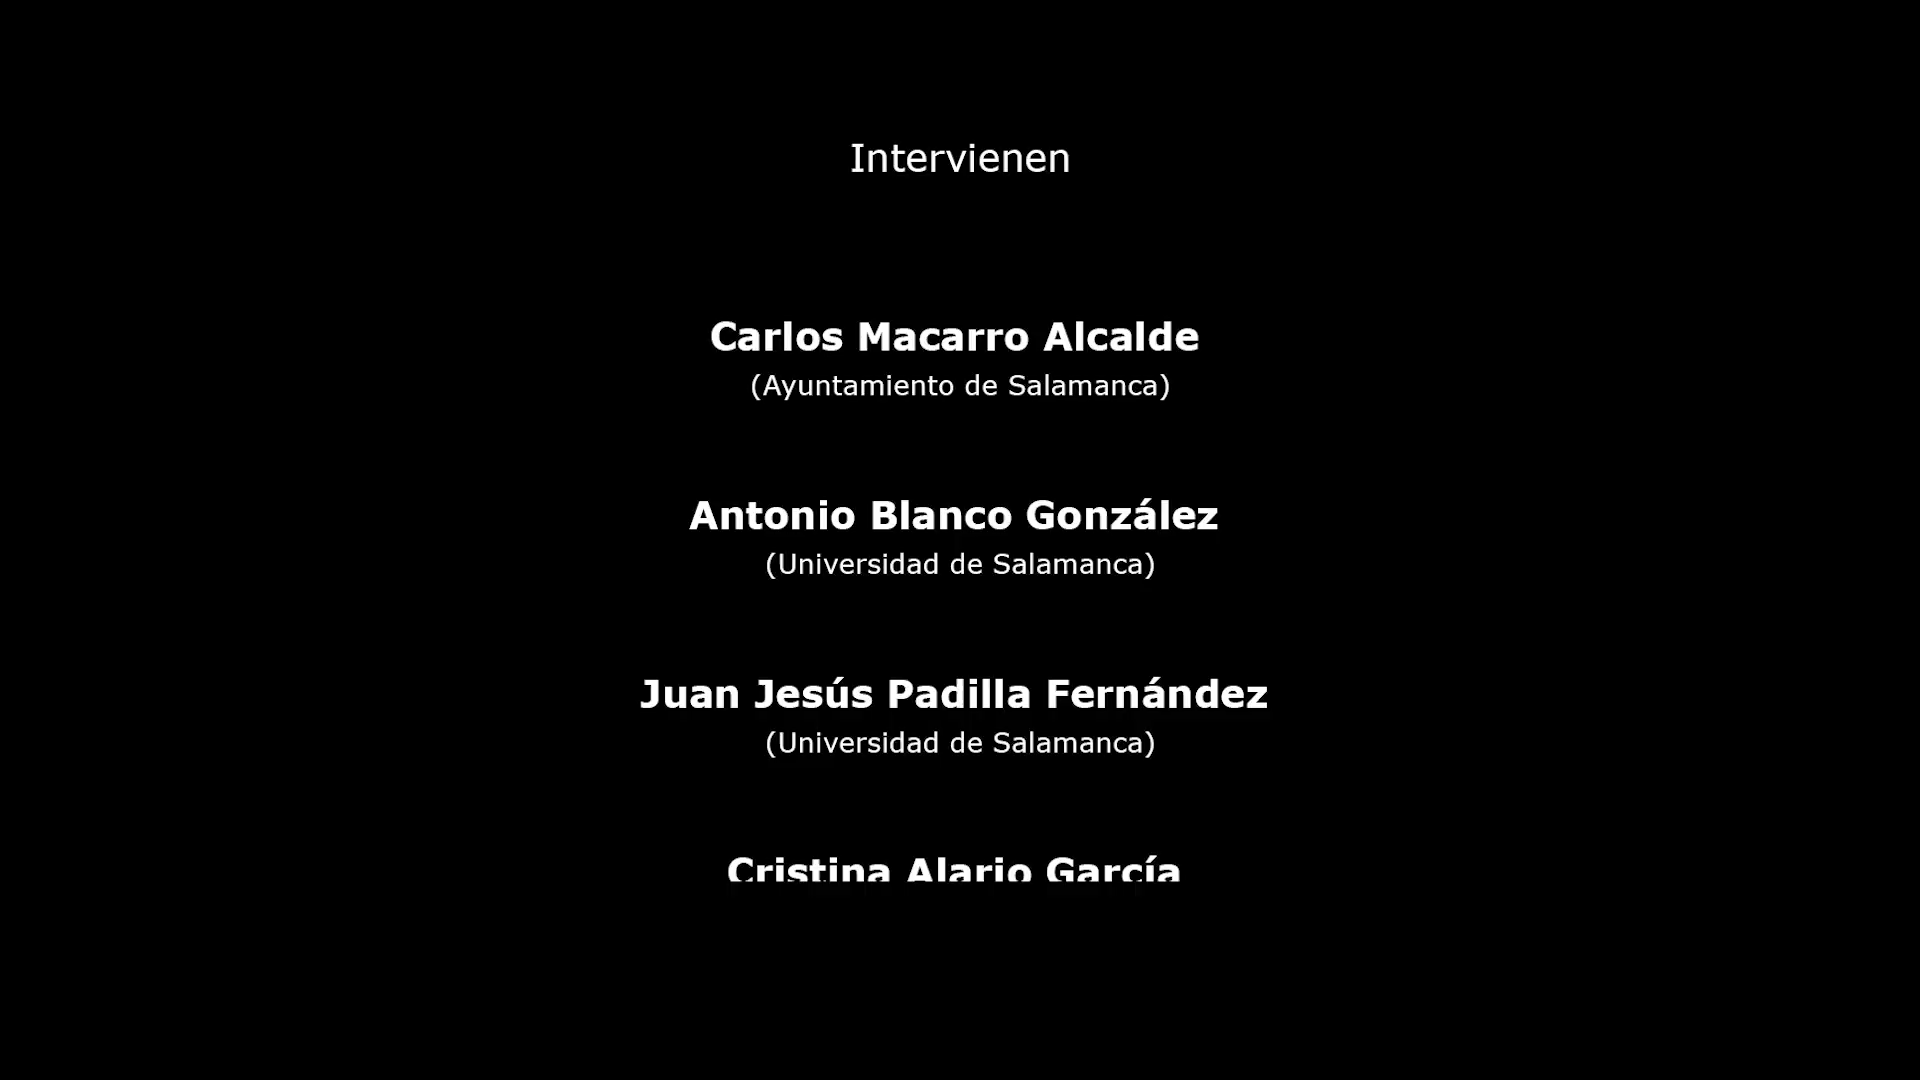 Intervienen
Carlos Macarro Alcalde
(Ayuntamiento de Salamanca)
Antonio Blanco González
(Universidad de Salamanca)
Juan Jesús Padilla Fernández
(Universidad de Salamanca)
Cristina Alario García